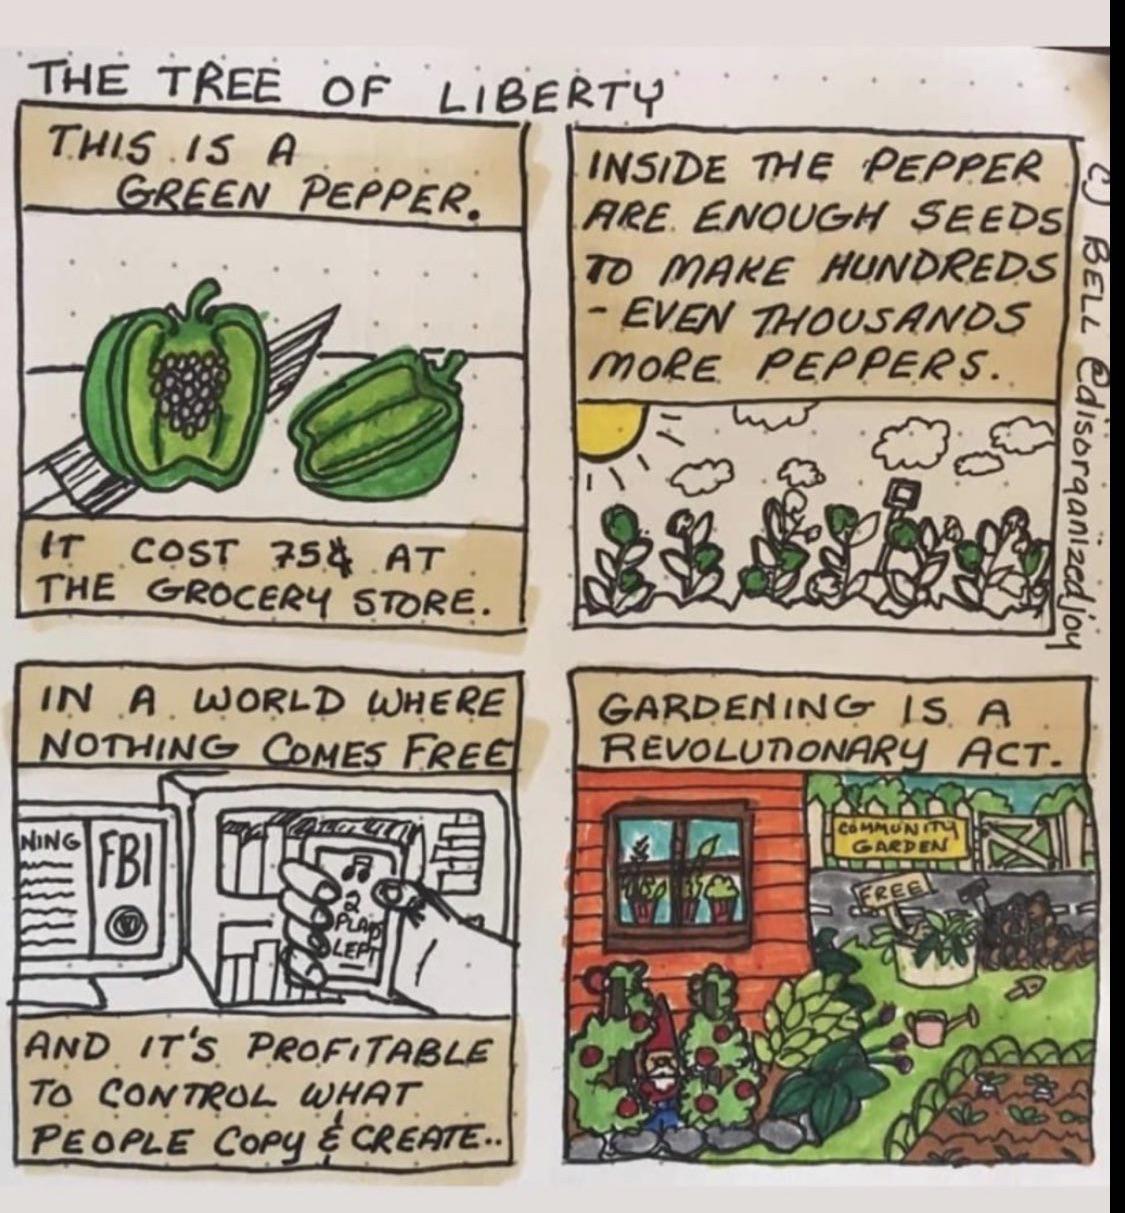 THE TREE OF LIBERTY
THIS IS A
GREEN PEPPER.
IT COST 75¢ AT
THE GROCERY STORE.
INSIDE THE PEPPER
ARE ENOUGH SEEDS
TO MAKE HUNDREDS
- EVEN THOUSANDS
MORE PEPPERS.
BELL @disorganizedjoy
IN A WORLD WHERE
NOTHING COMES FREE
NING
FBI
2
PLAYS
LEFT
AND IT'S PROFITABLE
TO CONTROL WHAT
PEOPLE COPY & CREATE..
GARDENING IS A
REVOLUTIONARY ACT.
COMMUNITY
GARDEN
FREE